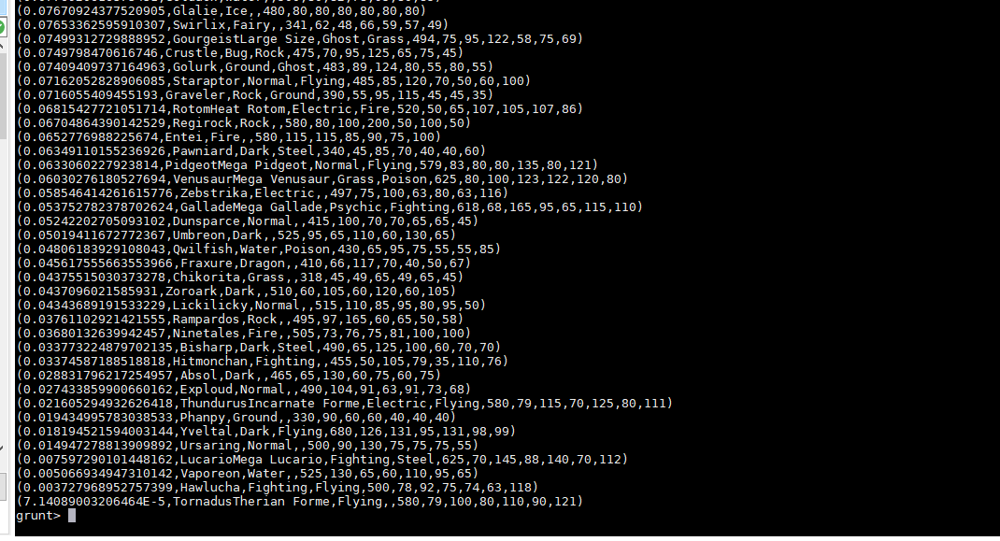 (0.07670924377520905,Glalie,Ice,,480,80,80,80,80,80,80)
(0.07653362595910307,Swirlix,Fairy,,341,62,48,66,59,57,49)
(0.07499312729888952,GourgeistLarge Size,Ghost,Grass,494,75,95,122,58,75,69)
(0.0749798470616746,Crustle,Bug,Rock,475,70,95,125,65,75,45)
(0.07409409737164963,Golurk,Ground,Ghost,483,89,124,80,55,80,55)
(0.07162052828906085,Staraptor,Normal,Flying,485,85,120,70,50,60,100)
(0.0716055409455193,Graveler,Rock,Ground,390,55,95,115,45,45,35)
(0.06815427721051714,RotomHeat Rotom,Electric,Fire,520,50,65,107,105,107,86)
(0.06704864390142529,Regirock,Rock,,580,80,100,200,50,100,50)
(0.0652776988225674,Entei,Fire,,580,115,115,85,90,75,100)
(0.06349110155236926,Pawniard,Dark,Steel,340,45,85,70,40,40,60)
(0.0633060227923814,PidgeotMega Pidgeot,Normal,Flying,579,83,80,80,135,80,121)
(0.06030276180527694,VenusaurMega Venusaur,Grass,Poison,625,80,100,123,122,120,80)
(0.058546414261615776,Zebstrika,Electric,,497,75,100,63,80,63,116)
(0.053752782378702624,GalladeMega Gallade,Psychic,Fighting,618,68,165,95,65,115,110)
(0.05242202705093102,Dunsparce,Normal,,415,100,70,70,65,65,45)
(0.05019411672772367,Umbreon,Dark,,525,95,65,110,60,130,65)
(0.04806183929108043,Qwilfish,Water,Poison,430,65,95,75,55,55,85)
(0.045617555663553966,Fraxure,Dragon,,410,66,117,70,40,50,67)
(0.04375515030373278,Chikorita,Grass,,318,45,49,65,49,65,45)
(0.0437096021585931,Zoroark,Dark,,510,60,105,60,120,60,105)
(0.04343689191533229,Lickilicky,Normal,,515,110,85,95,80,95,50)
(0.03761102921421555,Rampardos,Rock,,495,97,165,60,65,50,58)
(0.03680132639942457,Ninetales,Fire,,505,73,76,75,81,100,100)
(0.033773224879702135,Bisharp,Dark,Steel,490,65,125,100,60,70,70)
(0.03374587188518818,Hitmonchan,Fighting,,455,50,105,79,35,110,76)
(0.028831796217254957,Absol,Dark,,465,65,130,60,75,60,75)
(0.027433859900660162,Exploud,Normal,,490,104,91,63,91,73,68)
(0.021605294932626418,ThundurusIncarnate Forme,Electric,Flying,580,79,115,70,125,80,111)
(0.019434995783038533,Phanpy,Ground,,330,90,60,60,40,40,40)
(0.018194521594003144,Yveltal,Dark,Flying,680,126,131,95,131,98,99)
(0.014947278813909892,Ursaring,Normal,,500,90,130,75,75,75,55)
(0.007597290101448162,LucarioMega Lucario,Fighting,Steel,625,70,145,88,140,70,112)
(0.005066934947310142,Vaporeon,Water,,525,130,65,60,110,95,65)
(0.003727968952757399,Hawlucha,Fighting,Flying,500,78,92,75,74,63,118)
(7.14089003206464E-5,TornadusTherian Forme,Flying,,580,79,100,80,110,90,121)
grunt>